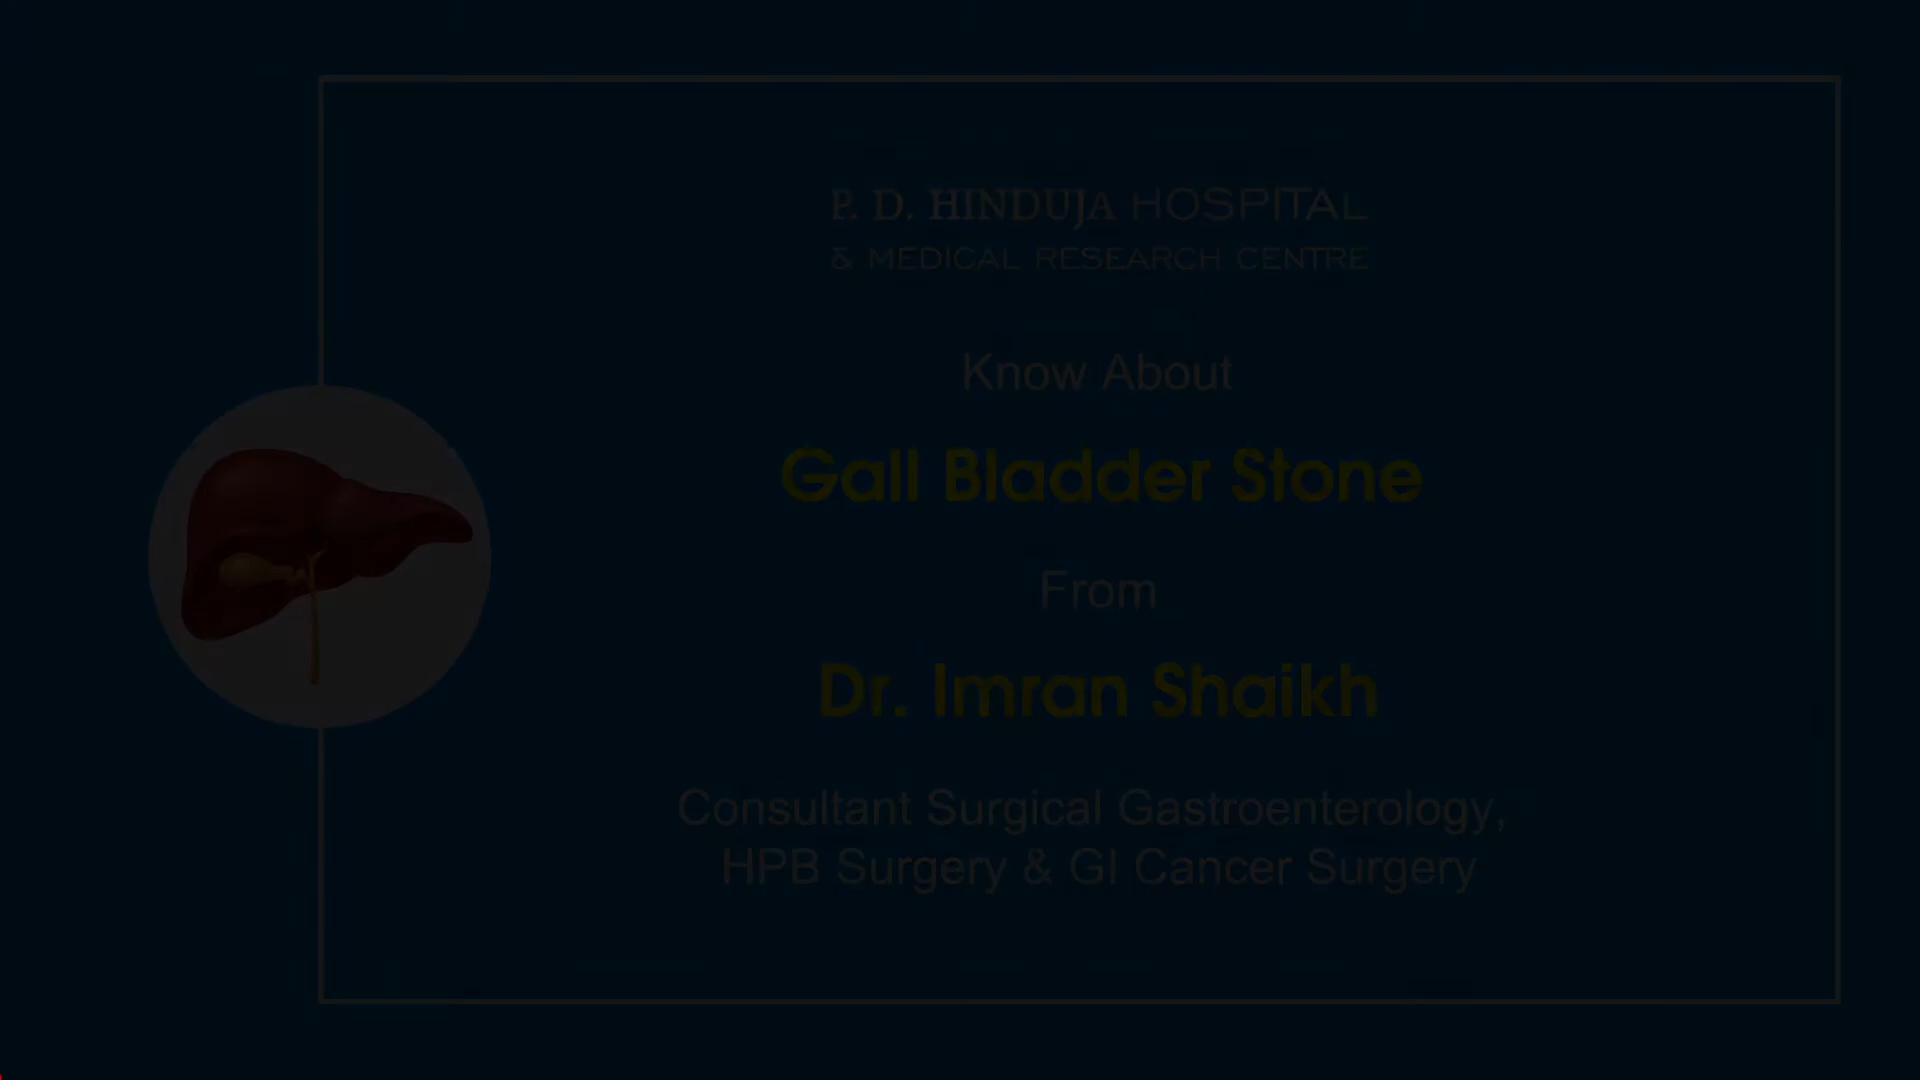 P. D. HINDUJA HOSPITAL
& MEDICAL RESEARCH CENTRE
Know About
Gall Bladder Stone
From
Dr. Imran Shaikh
Consultant Surgical Gastroenterology,
HPB Surgery & GI Cancer Surgery